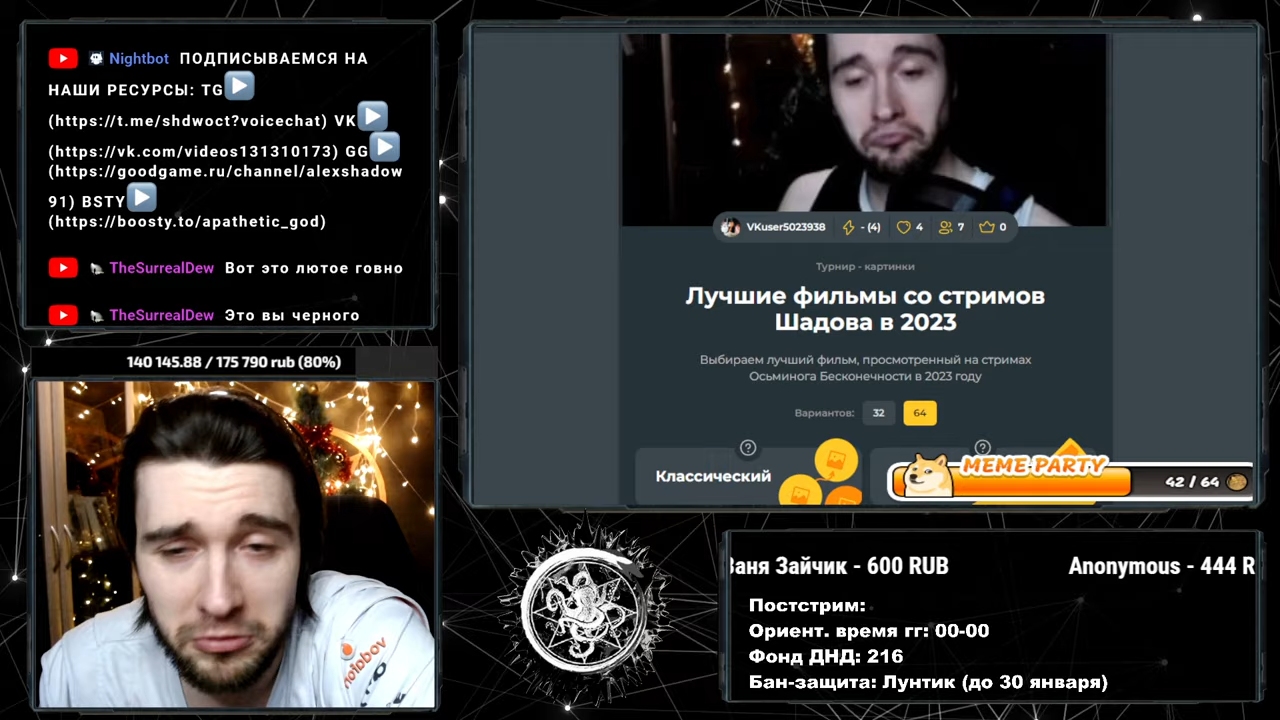 Nightbot ПОДПИСЫВАЕМСЯ НА
НАШИ РЕСУРСЫ: TG
(https://t.me/shdwoct?voicechat) VK
(https://vk.com/videos131310173) GG
(https://goodgame.ru/channel/alexshadow
91) BSTY
(https://boosty.to/apathetic_god)
TheSurrealDew Вот это лютое говно
TheSurrealDew Это вы черного
140 145.88 / 175 790 rub (80%)
VKuser5023938 - (4) 4 7 0
Турнир - картинки
Лучшие фильмы со стримов
Шадова в 2023
Выбираем лучший фильм, просмотренный на стримах
Осьминога Бесконечности в 2023 году
Вариантов: 32 64
Классический
MEME PARTY
42 / 64
Ваня Зайчик - 600 RUB Anonymous - 444 R
Постстрим:
Ориент. время гг: 00-00
Фонд ДНД: 216
Бан-защита: Лунтик (до 30 января)